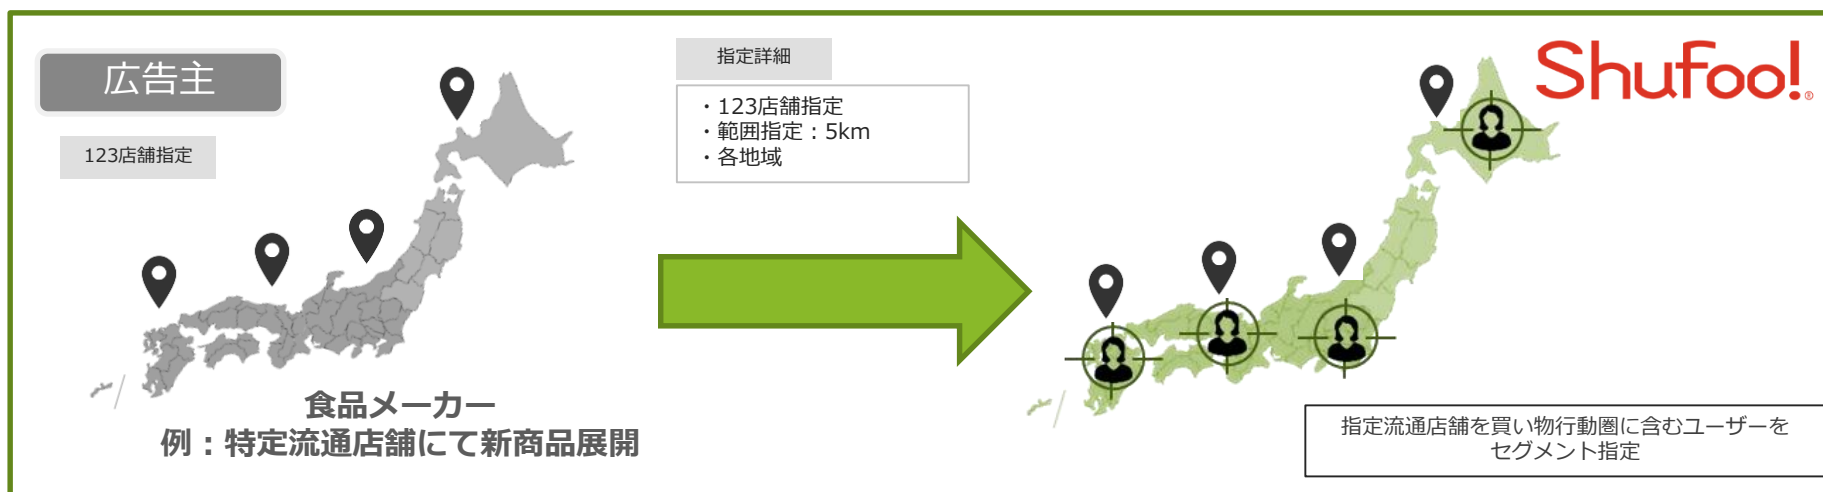 広告主
123店舗指定
食品メーカー
例：特定流通店舗にて新商品展開
指定詳細
・123店舗指定
・範囲指定：5km
・各地域
Shufoo!®
指定流通店舗を買い物行動圏に含むユーザーを
セグメント指定